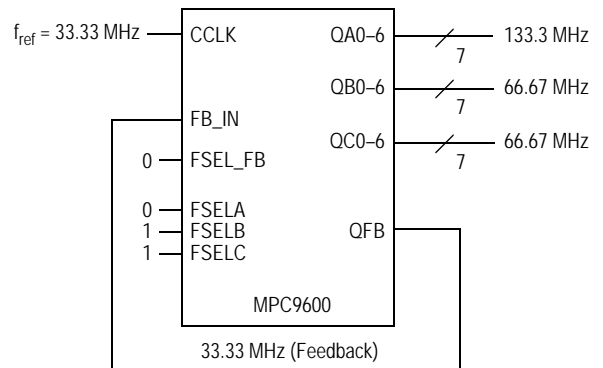 f_ref = 33.33 MHz CCLK QA0–6 133.3 MHz
7
QB0–6 66.67 MHz
7
FB_IN
QC0–6 66.67 MHz
7
0 FSEL_FB
0 FSELA
1 FSELB QFB
1 FSELC
MPC9600
33.33 MHz (Feedback)